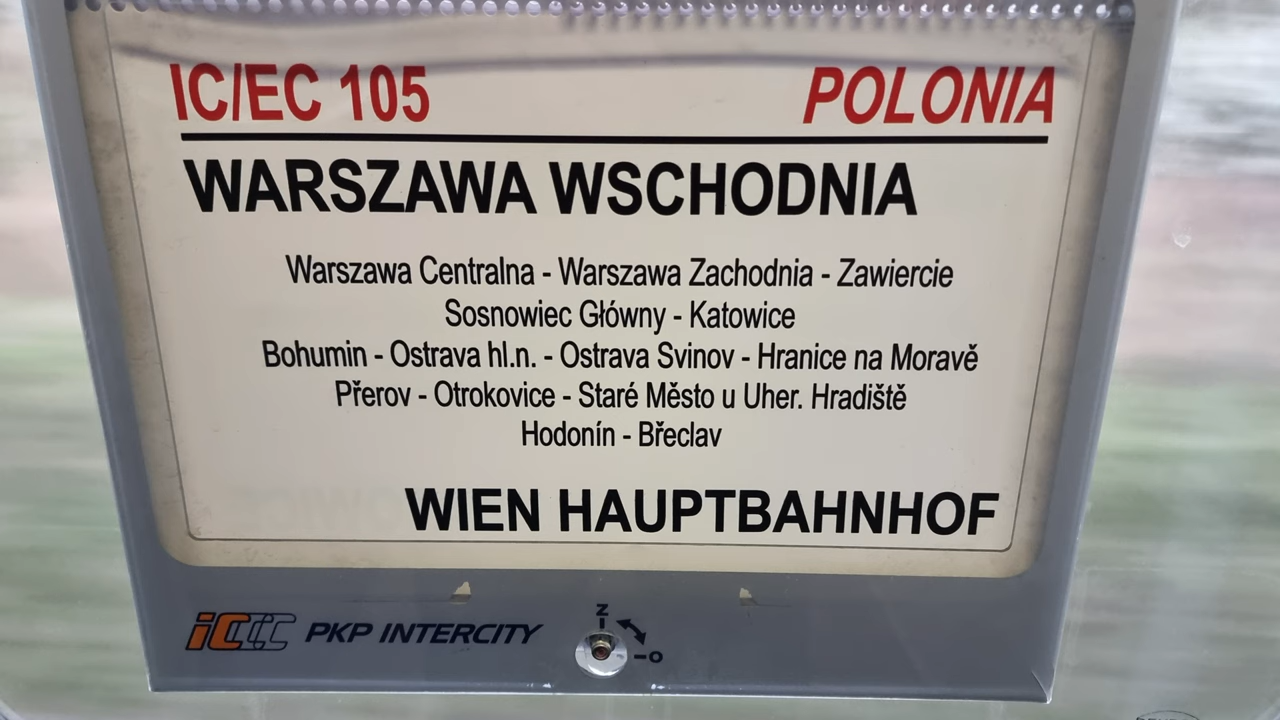 IC/EC 105 POLONIA
WARSZAWA WSCHODNIA
Warszawa Centralna - Warszawa Zachodnia - Zawiercie
Sosnowiec Główny - Katowice
Bohumin - Ostrava hl.n. - Ostrava Svinov - Hranice na Moravě
Přerov - Otrokovice - Staré Město u Uher. Hradiště
Hodonín - Břeclav
WIEN HAUPTBAHNHOF
iC PKP INTERCITY
Z
O